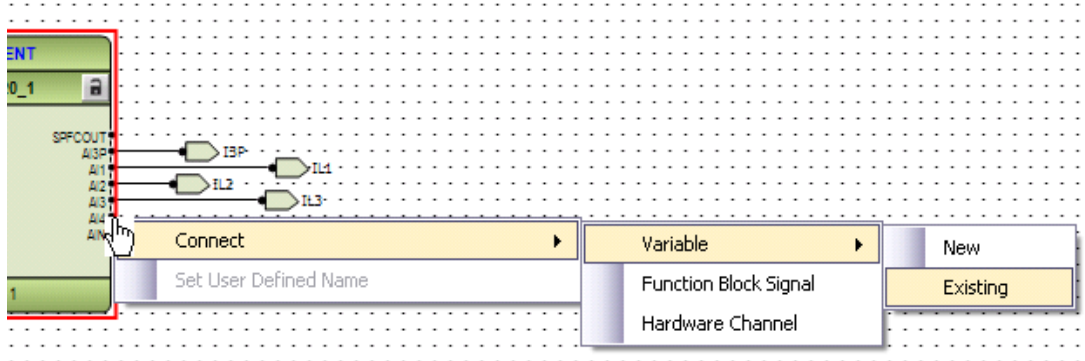 ENT
0_1
SPFCOUT
AI3P
I3P
AI1
IL1
AI2
IL2
AI3
IL3
AI4
AIN
Connect
Variable
New
Set User Defined Name
Function Block Signal
Existing
1
Hardware Channel